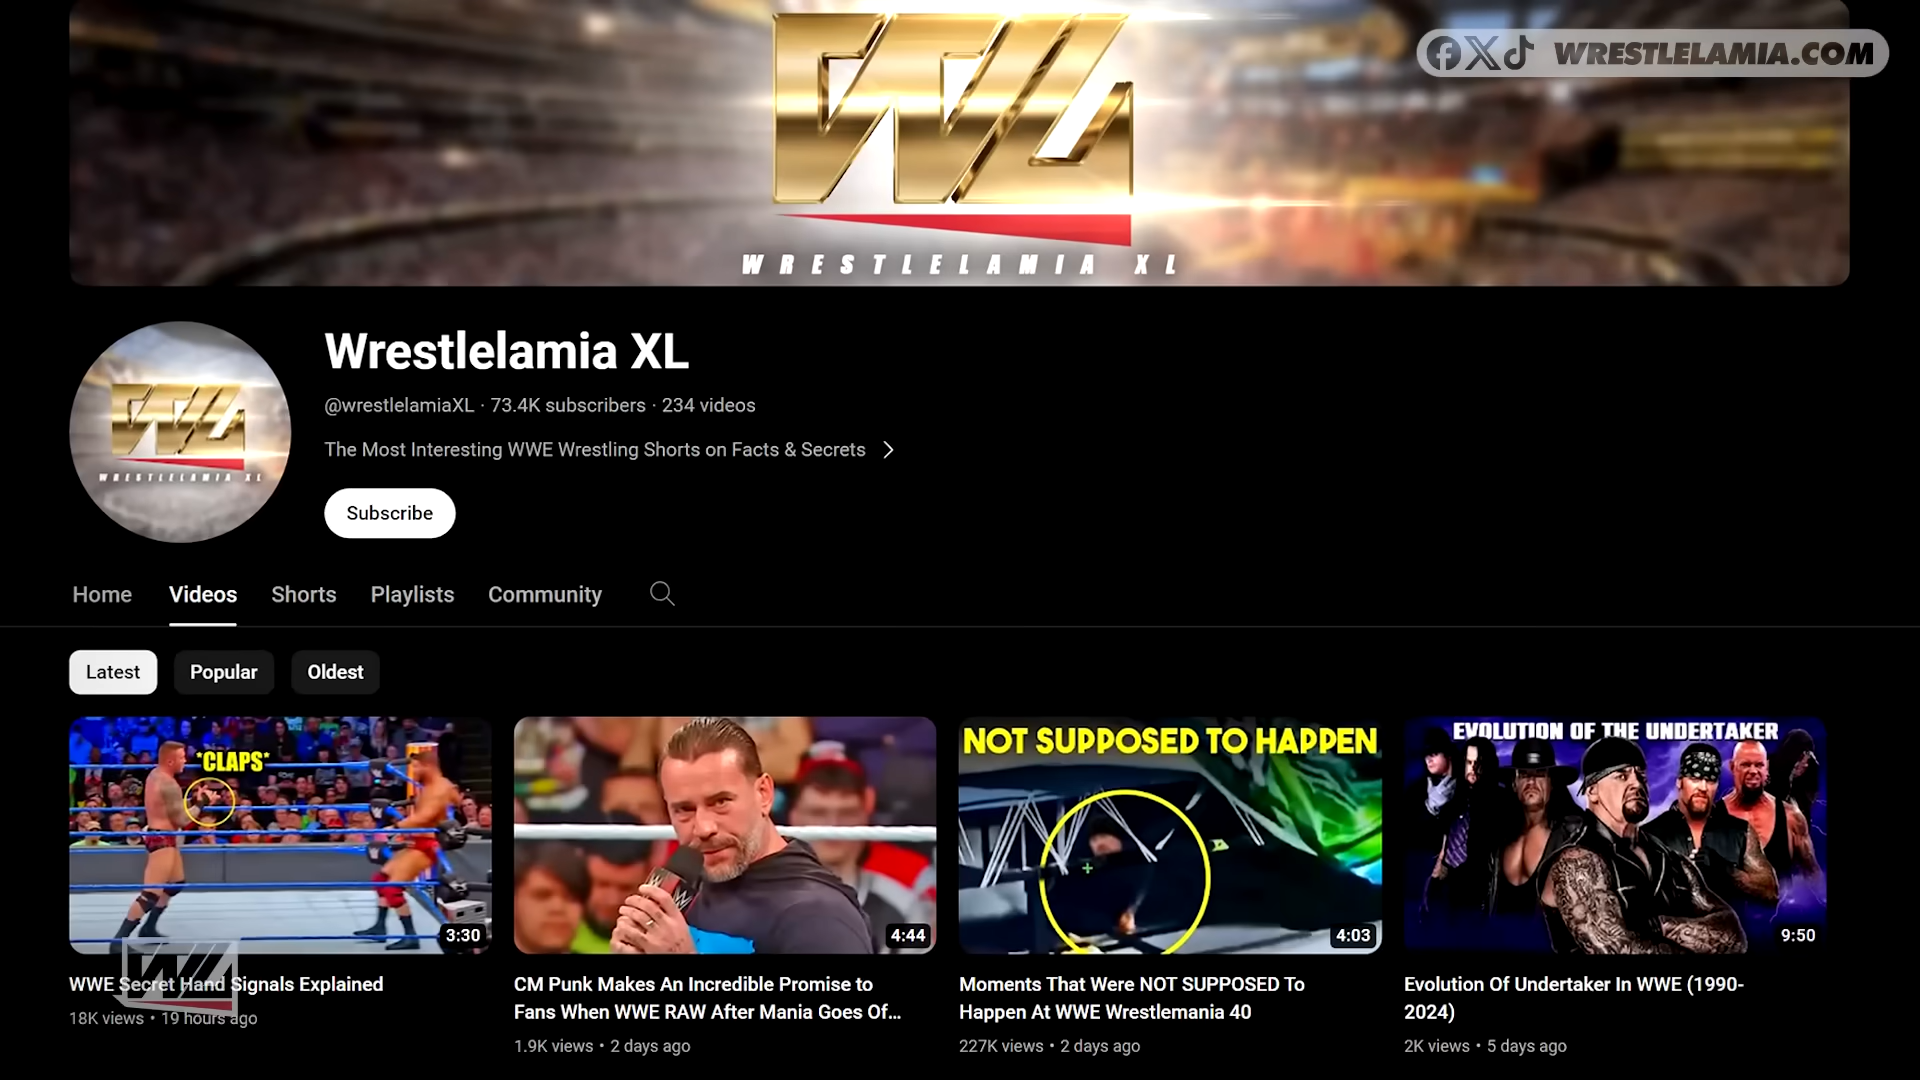 WRESTLELAMIA.COM
WL
WRESTLELAMIA XL
WL
WRESTLELAMIA XL
Wrestlelamia XL
@wrestlelamiaXL · 73.4K subscribers · 234 videos
The Most Interesting WWE Wrestling Shorts on Facts & Secrets
Subscribe
Home Videos Shorts Playlists Community
Latest Popular Oldest
*CLAPS*
3:30
4:44
NOT SUPPOSED TO HAPPEN
4:03
EVOLUTION OF THE UNDERTAKER
9:50
WWE Secret Hand Signals Explained
18K views • 19 hours ago
CM Punk Makes An Incredible Promise to
Fans When WWE RAW After Mania Goes Of...
1.9K views • 2 days ago
Moments That Were NOT SUPPOSED To
Happen At WWE Wrestlemania 40
227K views • 2 days ago
Evolution Of Undertaker In WWE (1990-
2024)
2K views • 5 days ago
WL